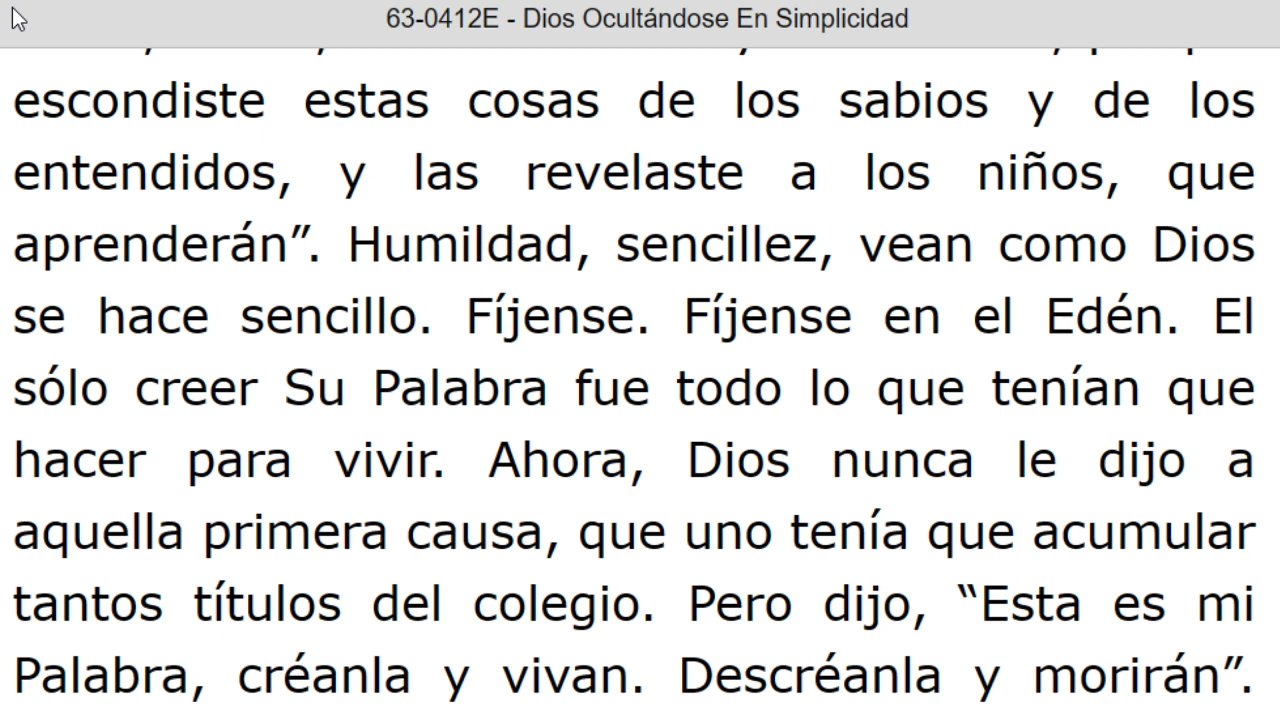 63-0412E - Dios Ocultándose En Simplicidad
escondiste estas cosas de los sabios y de los
entendidos, y las revelaste a los niños, que
aprenderán”. Humildad, sencillez, vean como Dios
se hace sencillo. Fíjense. Fíjense en el Edén. El
sólo creer Su Palabra fue todo lo que tenían que
hacer para vivir. Ahora, Dios nunca le dijo a
aquella primera causa, que uno tenía que acumular
tantos títulos del colegio. Pero dijo, “Esta es mi
Palabra, créanla y vivan. Descréanla y morirán”.